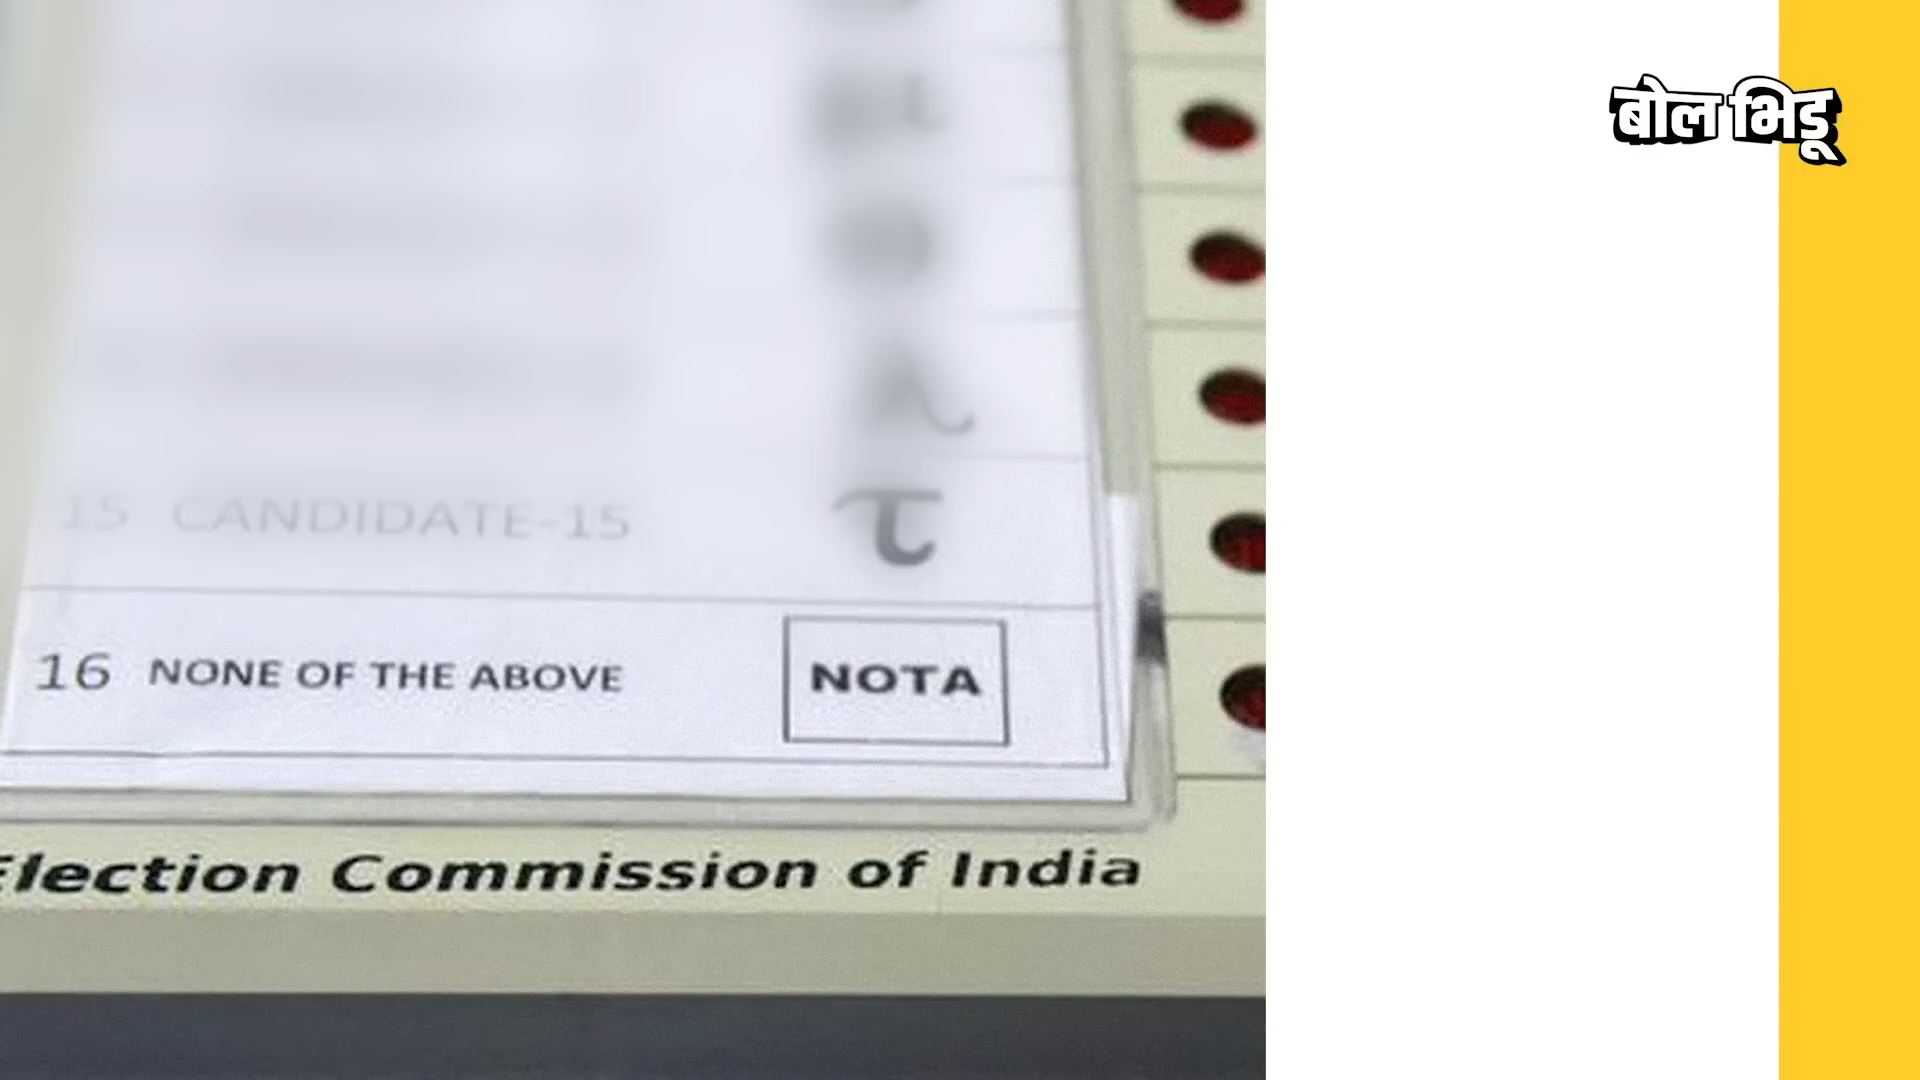 बोल भिडू
15 CANDIDATE-15 τ
16 NONE OF THE ABOVE NOTA
Election Commission of India